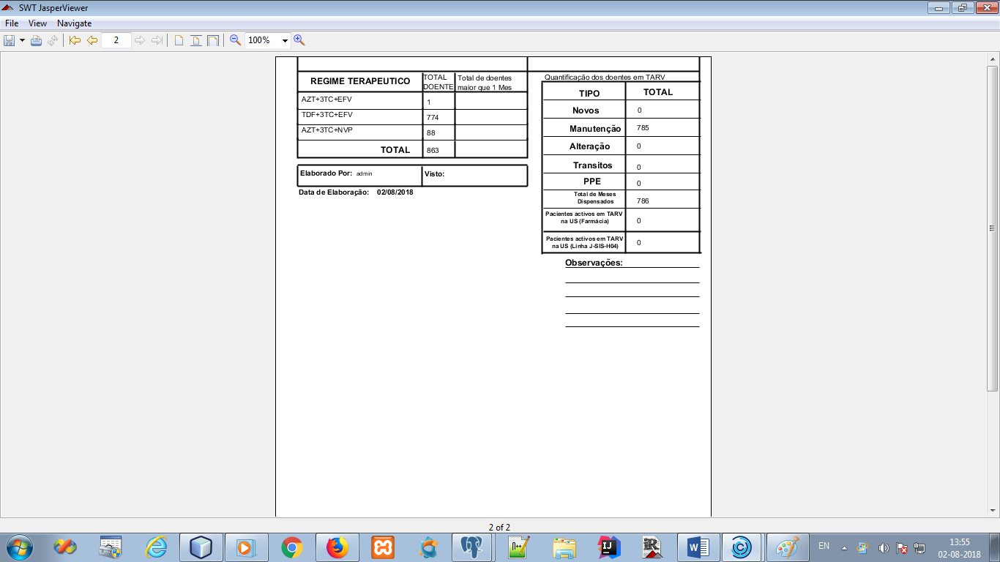 SWT JasperViewer
File View Navigate
2
100%
REGIME TERAPEUTICO
TOTAL
DOENTE
Total de doentes
maior que 1 Mes
AZT+3TC+EFV 1
TDF+3TC+EFV 774
AZT+3TC+NVP 88
TOTAL 863
Elaborado Por: admin Visto:
Data de Elaboração: 02/08/2018
Quantificação dos doentes em TARV
TIPO TOTAL
Novos 0
Manutenção 785
Alteração 0
Transitos 0
PPE 0
Total de Meses
Dispensados 786
Pacientes activos em TARV
na US (Farmácia) 0
Pacientes activos em TARV
na US (Linha J-SIS-H04) 0
Observações:
2 of 2
EN
13:55
02-08-2018